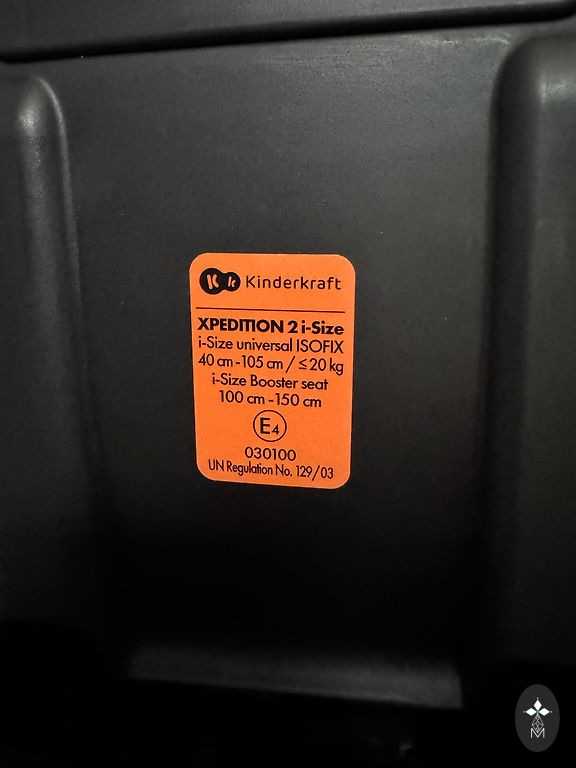 K k Kinderkraft
XPEDITION 2 i-Size
i-Size universal ISOFIX
40 cm - 105 cm / ≤ 20 kg
i-Size Booster seat
100 cm - 150 cm
E4
030100
UN Regulation No. 129/03
M